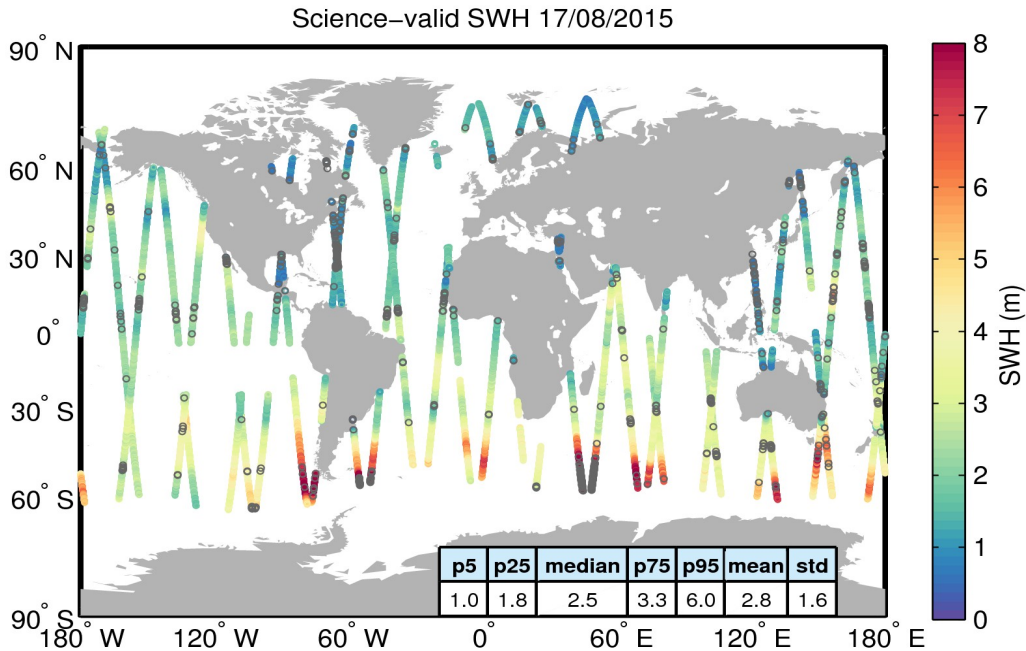 Science−valid SWH 17/08/2015
90° N
60° N
30° N
0°
30° S
60° S
90° S
180° W
120° W
60° W
0°
60° E
120° E
180° E
p5 p25 median p75 p95 mean std
1.0 1.8 2.5 3.3 6.0 2.8 1.6
8
7
6
5
4
3
2
1
0
SWH (m)